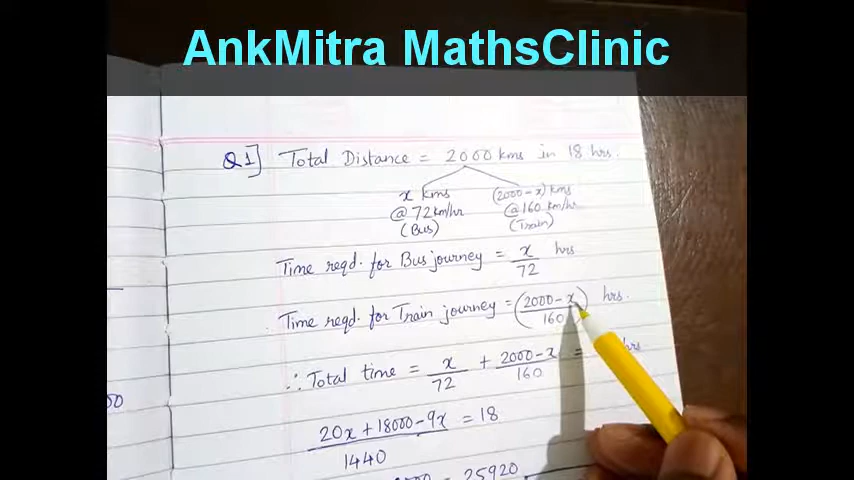 AnkMitra MathsClinic
Q1] Total Distance = 2000 kms in 18 hrs.
x kms (2000-x) kms
@ 72 km/hr @ 160 km/hr
(Bus) (Train)
Time reqd. for Bus journey = x/72 hrs
Time reqd. for Train journey = (2000-x/160) hrs.
∴ Total time = x/72 + 2000-x/160 = hrs
20x + 18000 - 9x/1440 = 18
00
= 25920